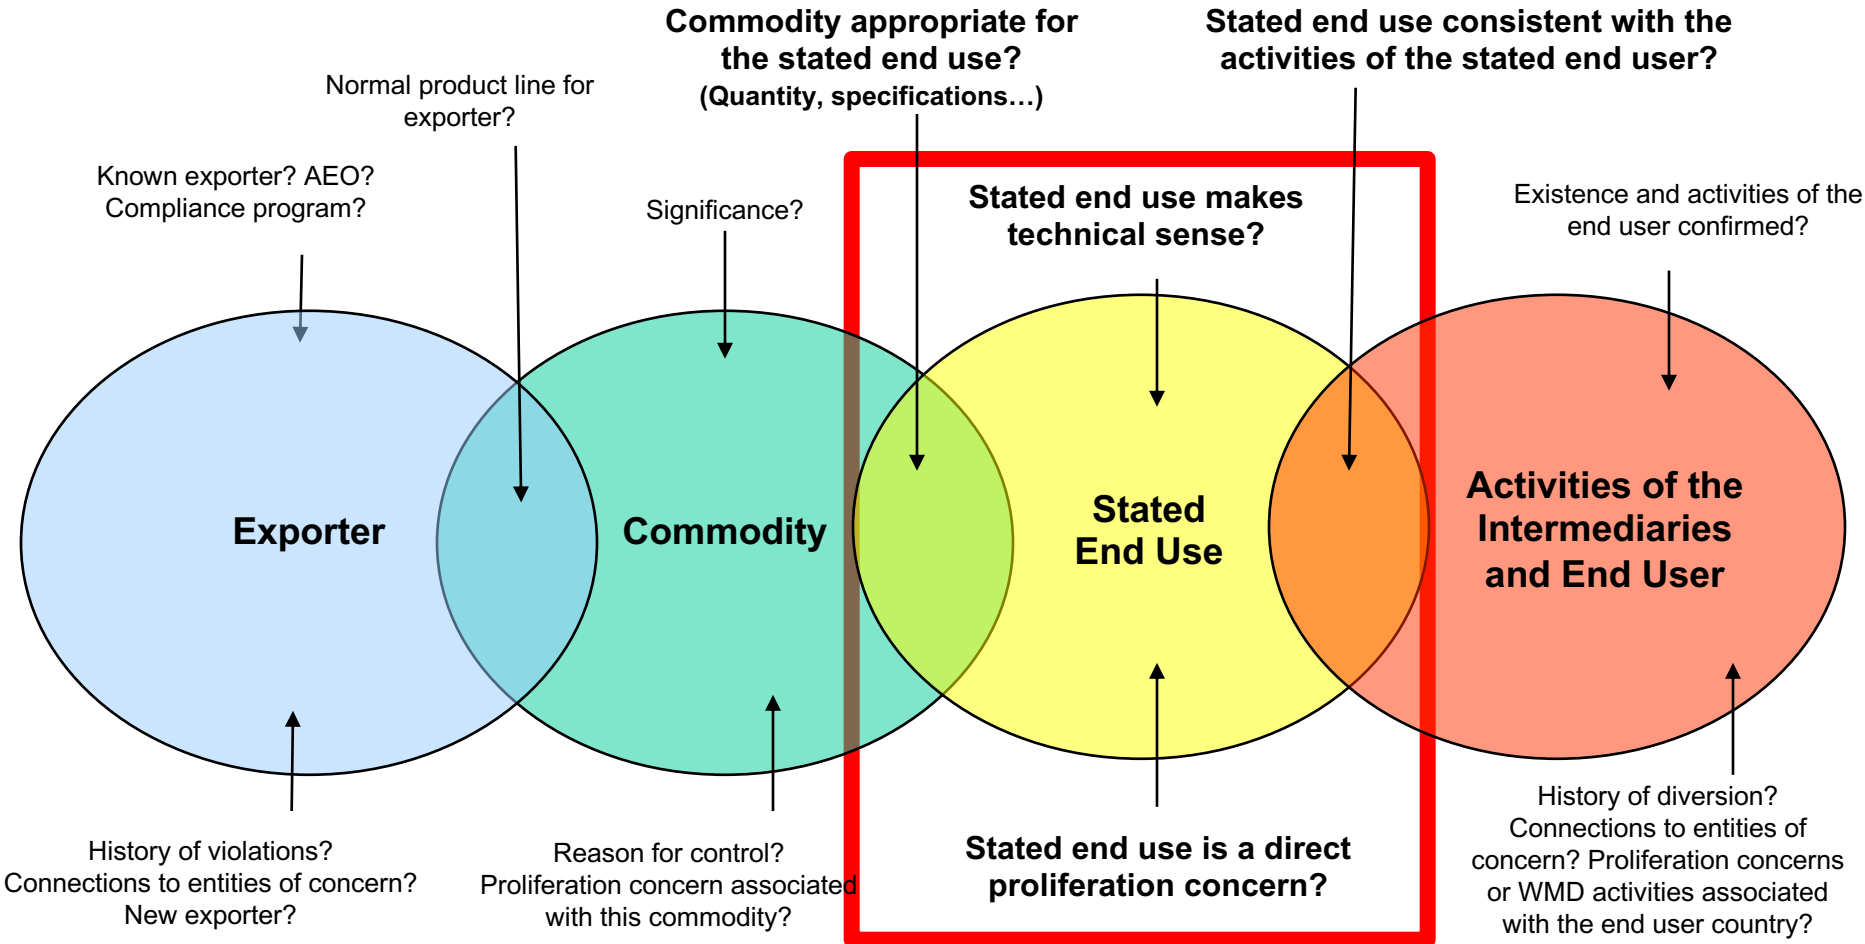 Commodity appropriate for
the stated end use?
(Quantity, specifications…)
Stated end use consistent with the
activities of the stated end user?
Normal product line for
exporter?
Known exporter? AEO?
Compliance program?
Significance?
Stated end use makes
technical sense?
Existence and activities of the
end user confirmed?
Exporter
Commodity
Stated
End Use
Activities of the
Intermediaries
and End User
History of violations?
Connections to entities of concern?
New exporter?
Reason for control?
Proliferation concern associated
with this commodity?
Stated end use is a direct
proliferation concern?
History of diversion?
Connections to entities of
concern? Proliferation concerns
or WMD activities associated
with the end user country?